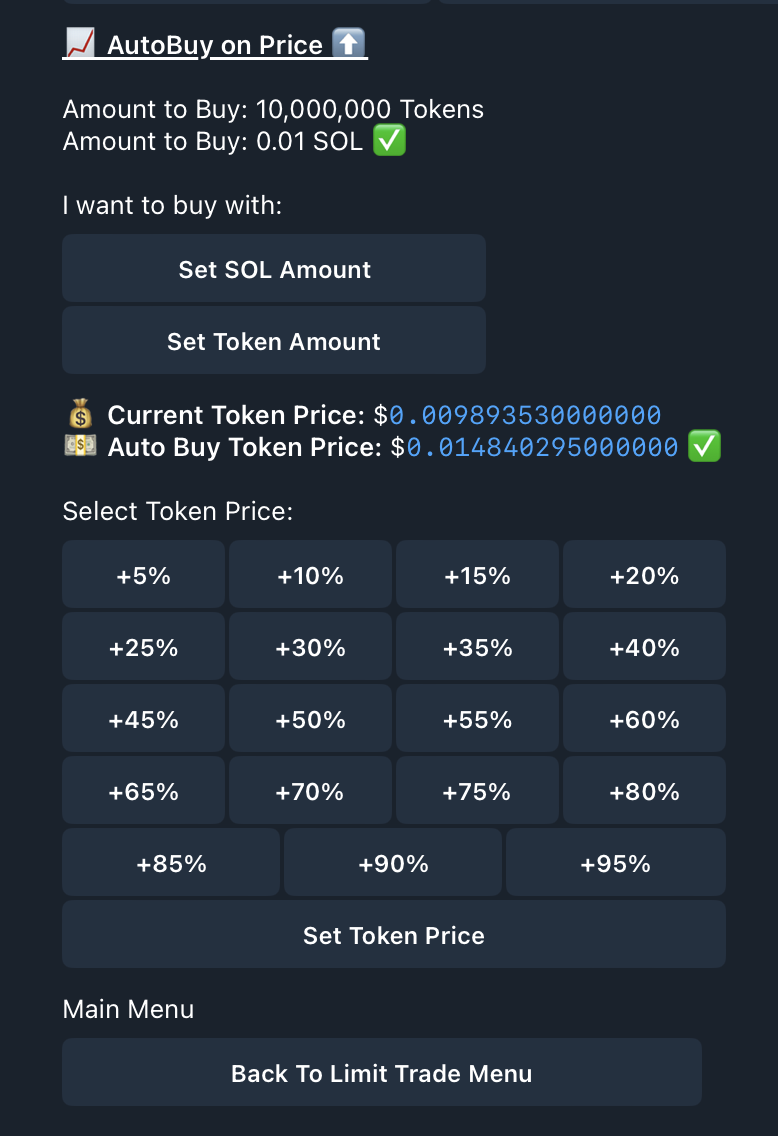 📈 AutoBuy on Price ⬆️
Amount to Buy: 10,000,000 Tokens
Amount to Buy: 0.01 SOL ✅
I want to buy with:
Set SOL Amount
Set Token Amount
💰 Current Token Price: $0.009893530000000
💵 Auto Buy Token Price: $0.014840295000000 ✅
Select Token Price:
+5% +10% +15% +20%
+25% +30% +35% +40%
+45% +50% +55% +60%
+65% +70% +75% +80%
+85% +90% +95%
Set Token Price
Main Menu
Back To Limit Trade Menu